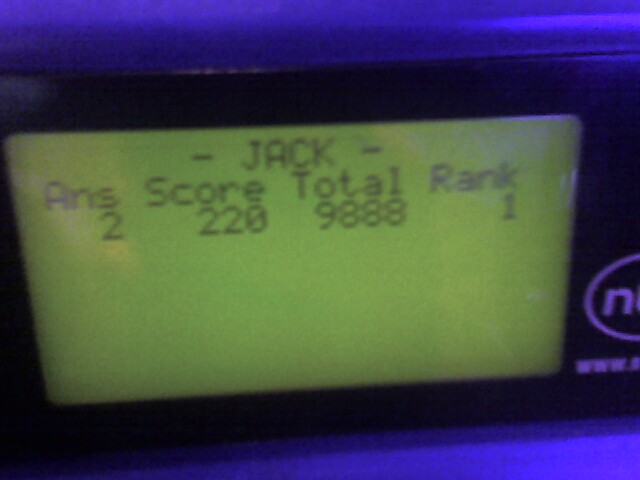 - JACK -
Ans Score Total Rank
2 220 9888 1